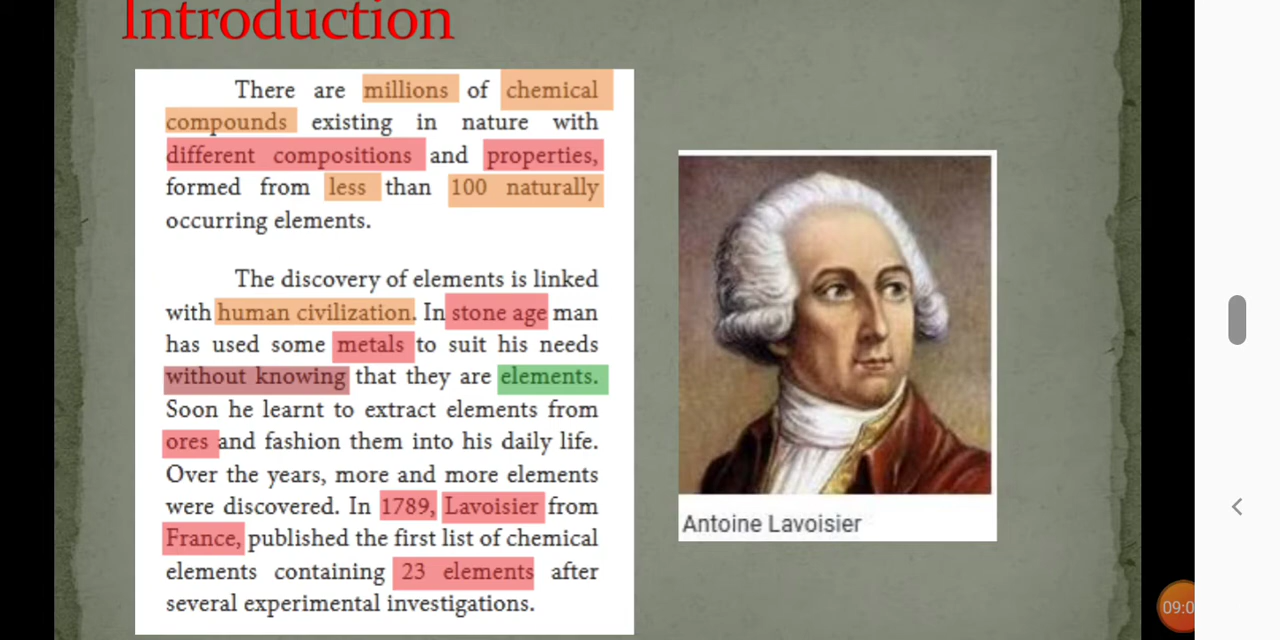 Introduction
There are millions of chemical
compounds existing in nature with
different compositions and properties,
formed from less than 100 naturally
occurring elements.
The discovery of elements is linked
with human civilization. In stone age man
has used some metals to suit his needs
without knowing that they are elements.
Soon he learnt to extract elements from
ores and fashion them into his daily life.
Over the years, more and more elements
were discovered. In 1789, Lavoisier from
France, published the first list of chemical
elements containing 23 elements after
several experimental investigations.
Antoine Lavoisier
09:0